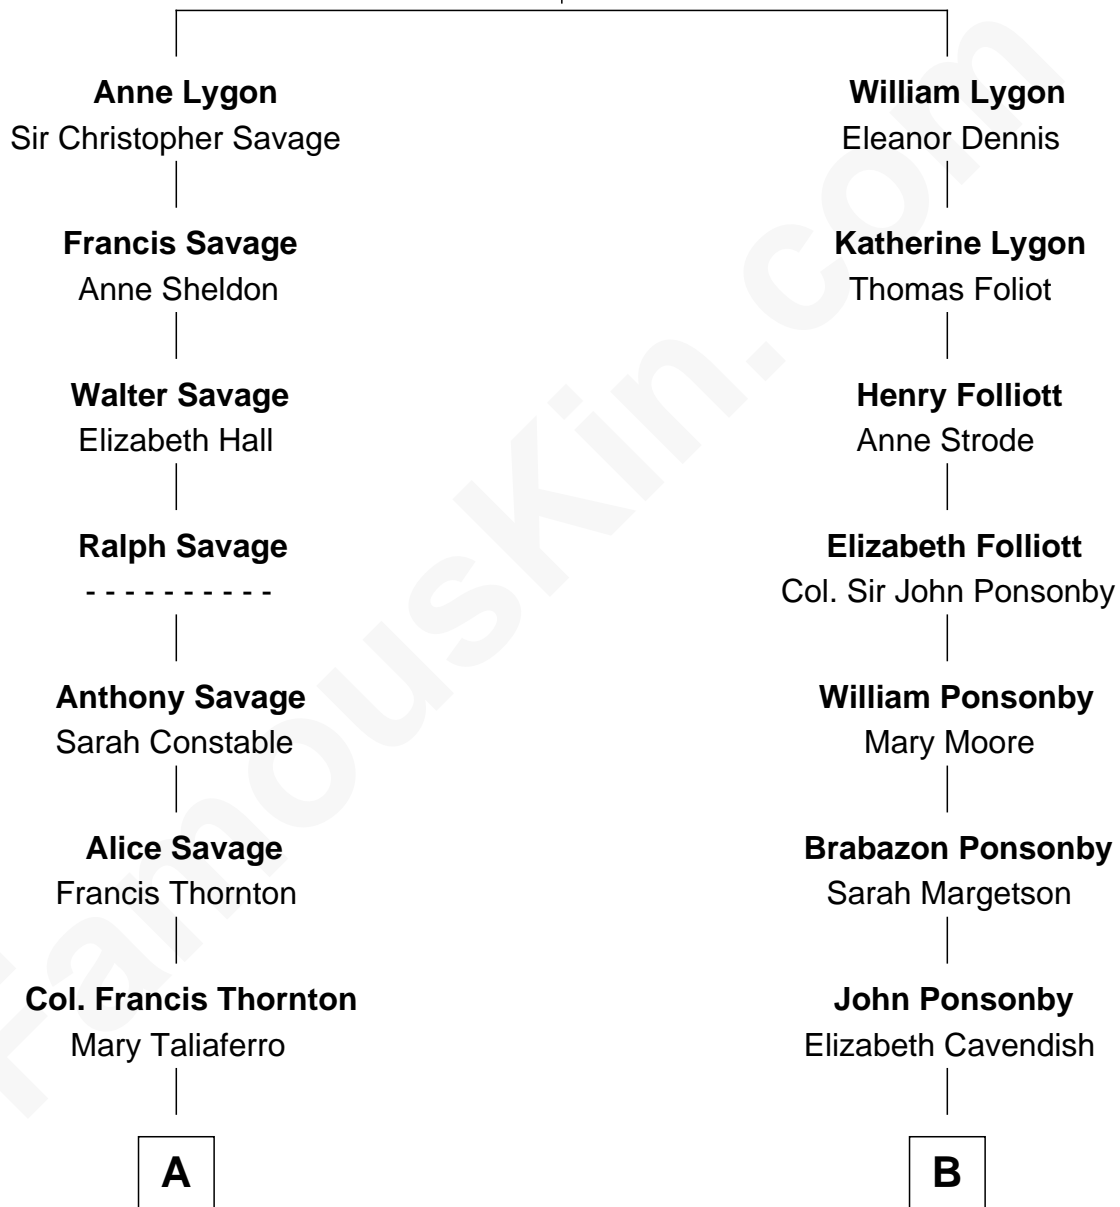 Anne Lygon
Sir Christopher Savage
William Lygon
Eleanor Dennis
Francis Savage
Anne Sheldon
Katherine Lygon
Thomas Foliot
Walter Savage
Elizabeth Hall
Henry Folliott
Anne Strode
Ralph Savage
- - - - - - - - - -
Elizabeth Folliott
Col. Sir John Ponsonby
Anthony Savage
Sarah Constable
William Ponsonby
Mary Moore
Alice Savage
Francis Thornton
Brabazon Ponsonby
Sarah Margetson
Col. Francis Thornton
Mary Taliaferro
John Ponsonby
Elizabeth Cavendish
A
B
FamousKin.com